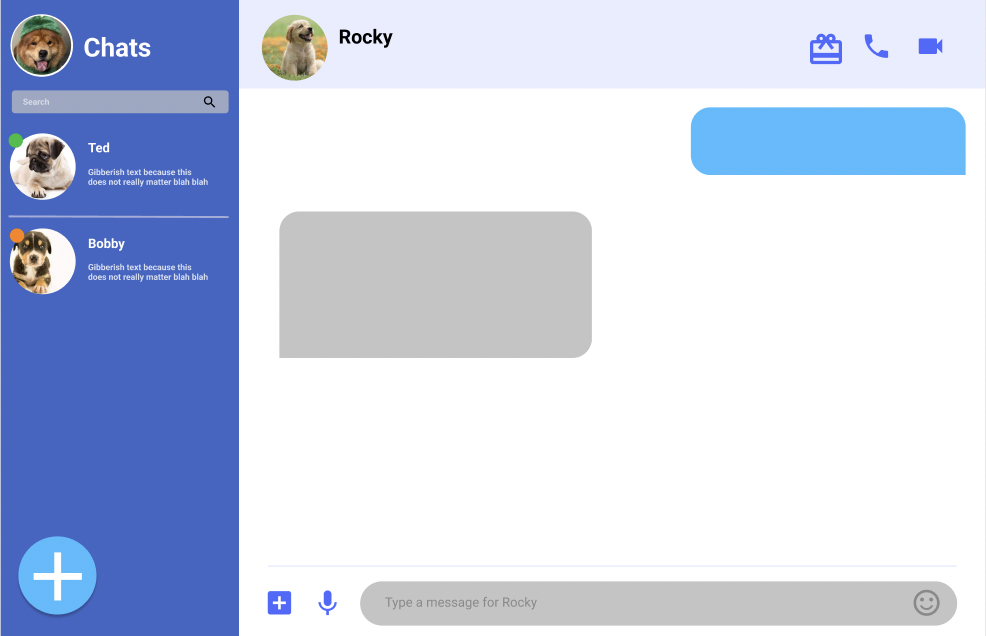 Chats
Search
Ted
Gibberish text because this
does not really matter blah blah
Bobby
Gibberish text because this
does not really matter blah blah
Rocky
Type a message for Rocky